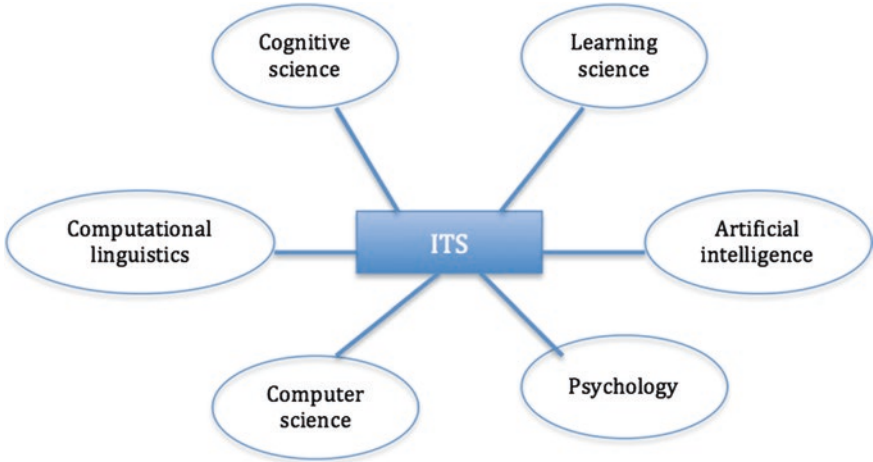 Cognitive
science
Learning
science
Computational
linguistics
ITS
Artificial
intelligence
Computer
science
Psychology